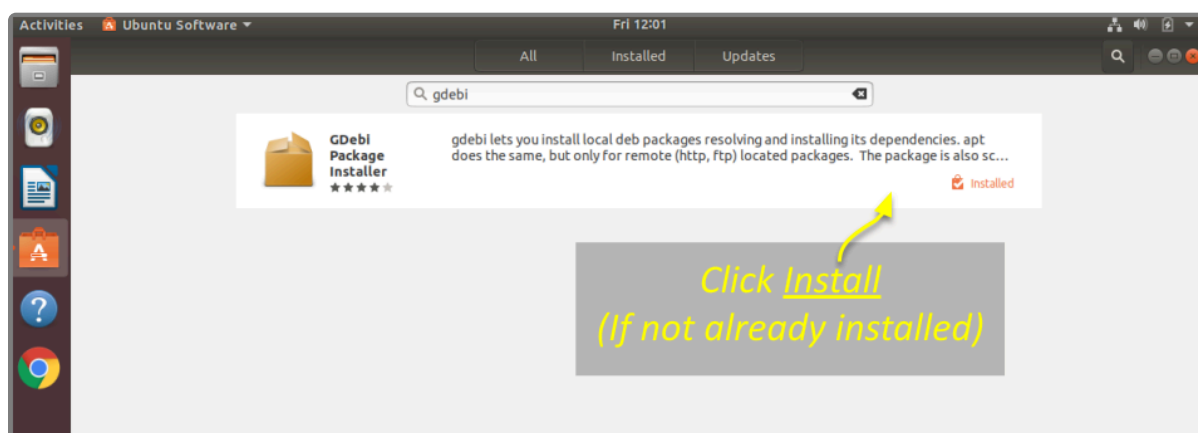 Activities Ubuntu Software Fri 12:01
All Installed Updates
gdebi
GDebi
Package
Installer
gdebi lets you install local deb packages resolving and installing its dependencies. apt
does the same, but only for remote (http, ftp) located packages. The package is also sc...
Installed
Click Install
(If not already installed)